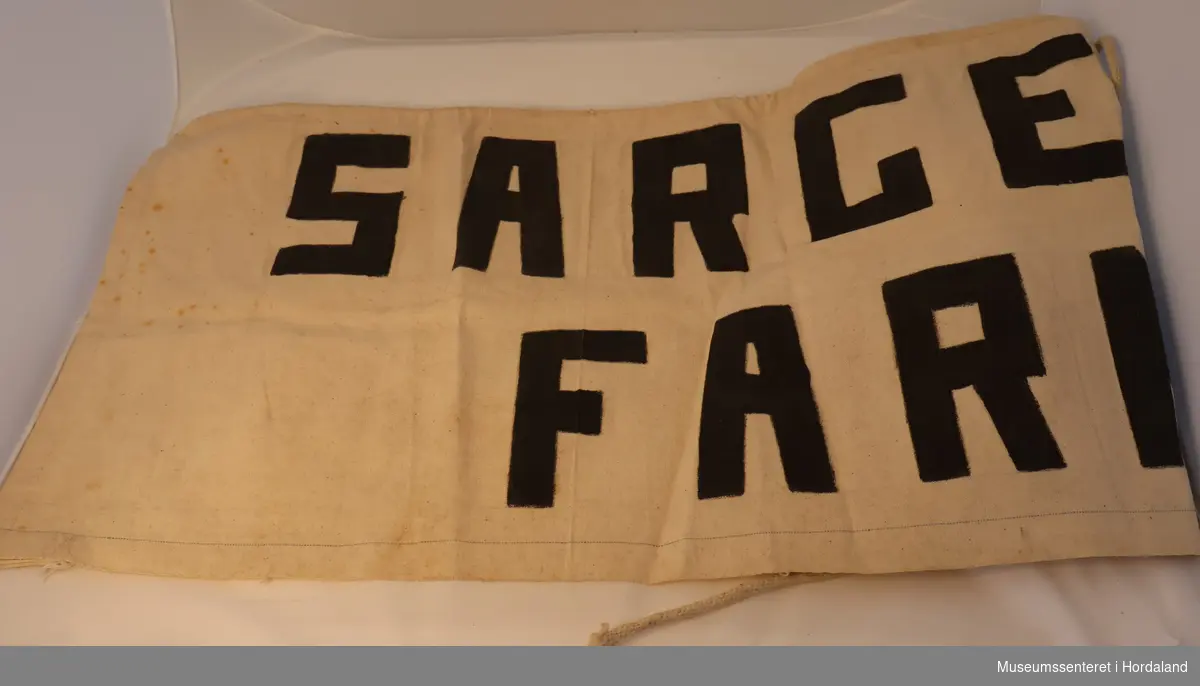 SARGE
FARI
Museumssenteret i Hordaland